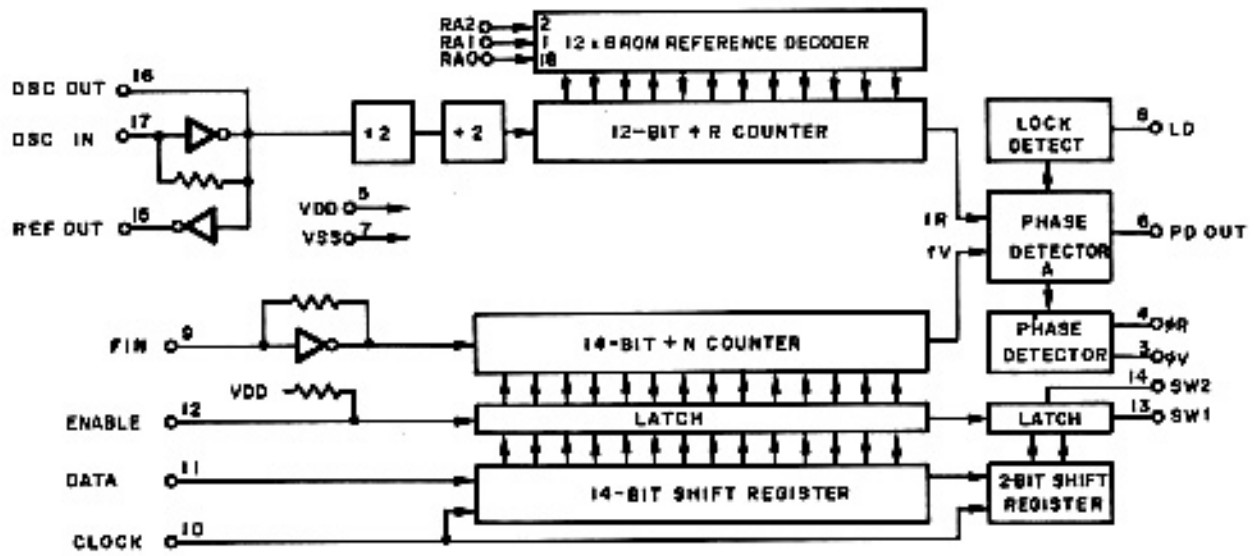 RA2 2
RA1 1
RA0 18
12 x 8 ROM REFERENCE DECODER
OSC OUT 16
OSC IN 17
REF OUT 15
÷2
÷2
12-BIT ÷ R COUNTER
LOCK
DETECT
8 LD
VDD 5
VSS 7
fR
fV
PHASE
DETECTOR
A
6 PD OUT
FIN 9
14-BIT ÷ N COUNTER
PHASE
DETECTOR
4 øR
3 øV
VDD
ENABLE 12
LATCH
LATCH
14 SW2
13 SW1
DATA 11
14-BIT SHIFT REGISTER
2-BIT SHIFT
REGISTER
CLOCK 10